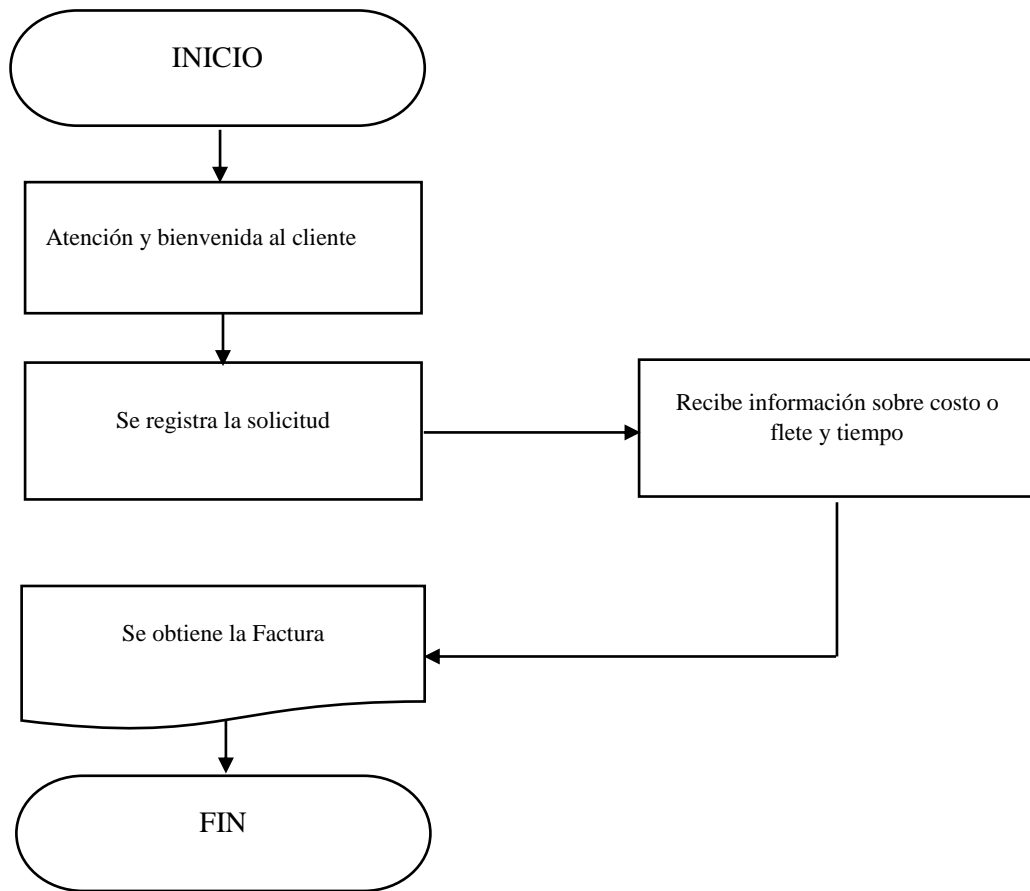 INICIO
Atención y bienvenida al cliente
Se registra la solicitud
Recibe información sobre costo o
flete y tiempo
Se obtiene la Factura
FIN